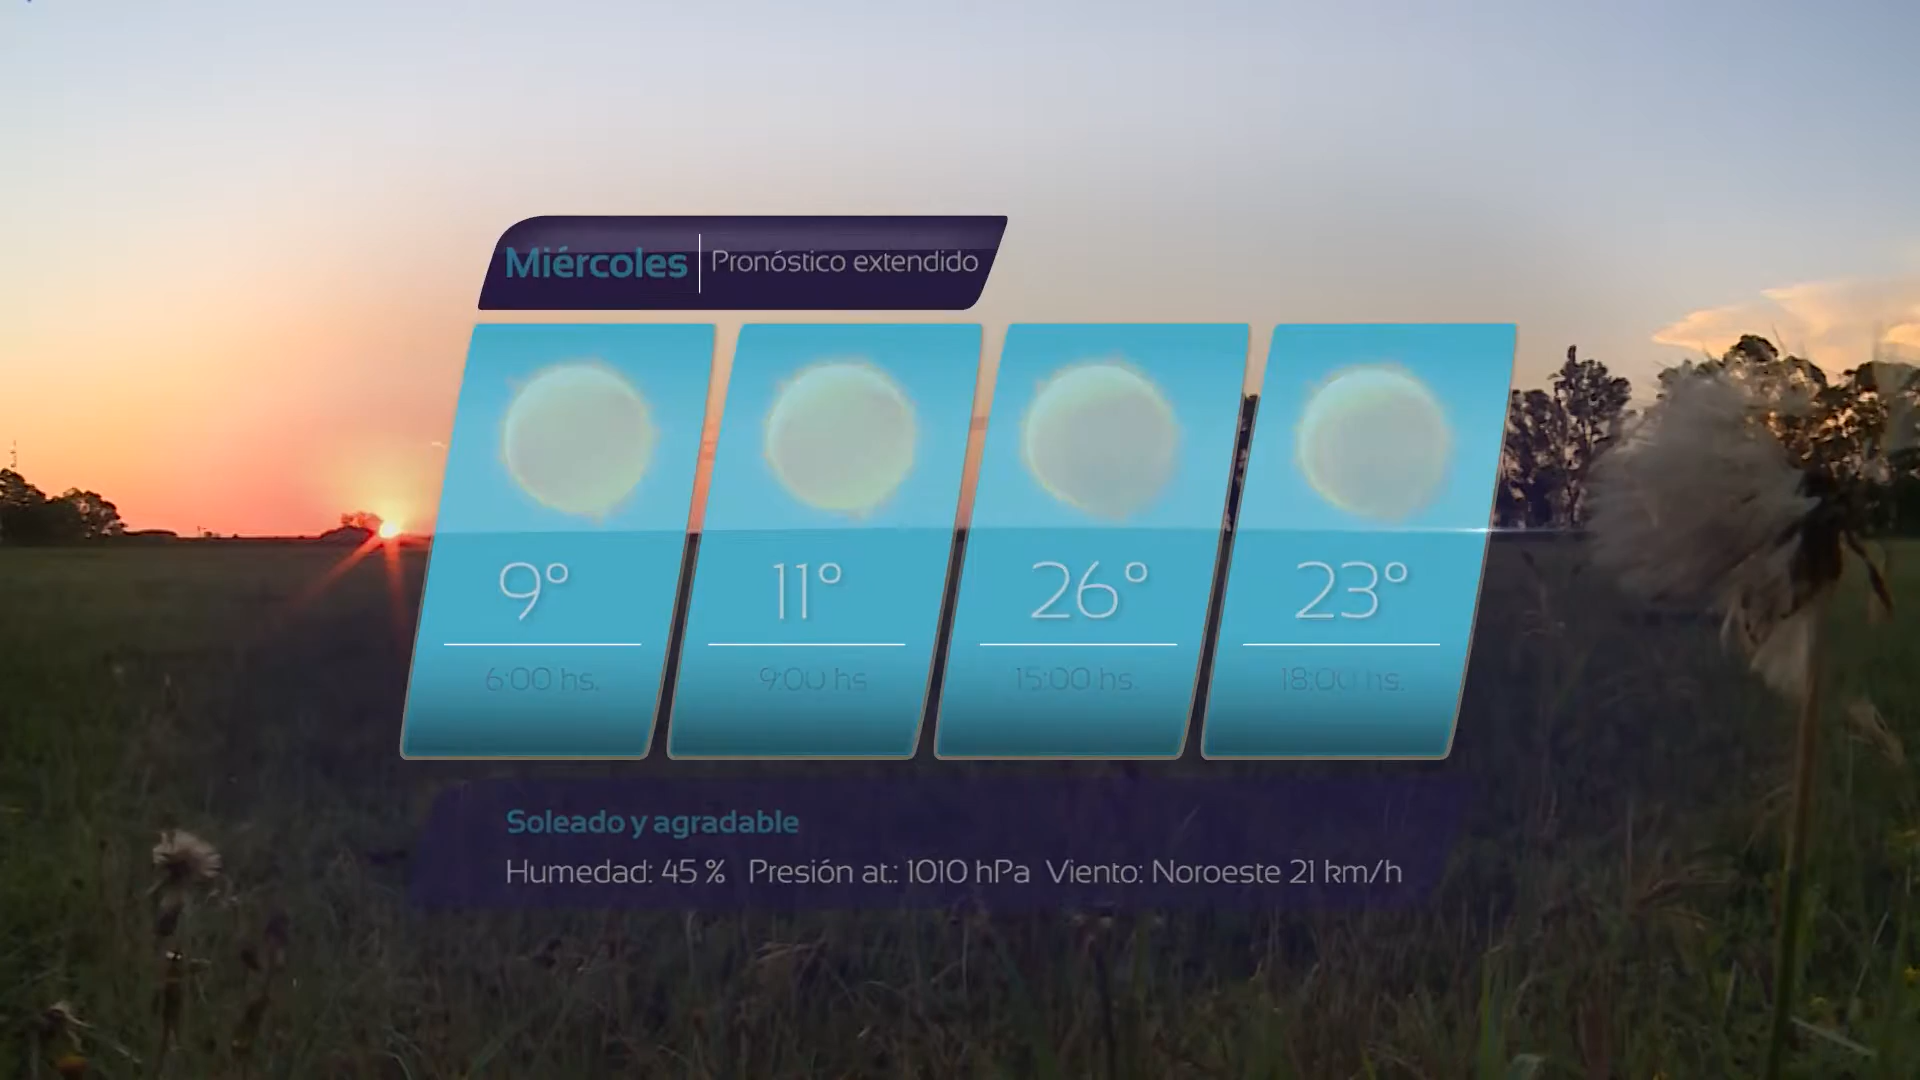 Miércoles Pronóstico extendido
9° 11° 26° 23°
6:00 hs. 9:00 hs 15:00 hs. 18:00 hs.
Soleado y agradable
Humedad: 45 % Presión at.: 1010 hPa Viento: Noroeste 21 km/h